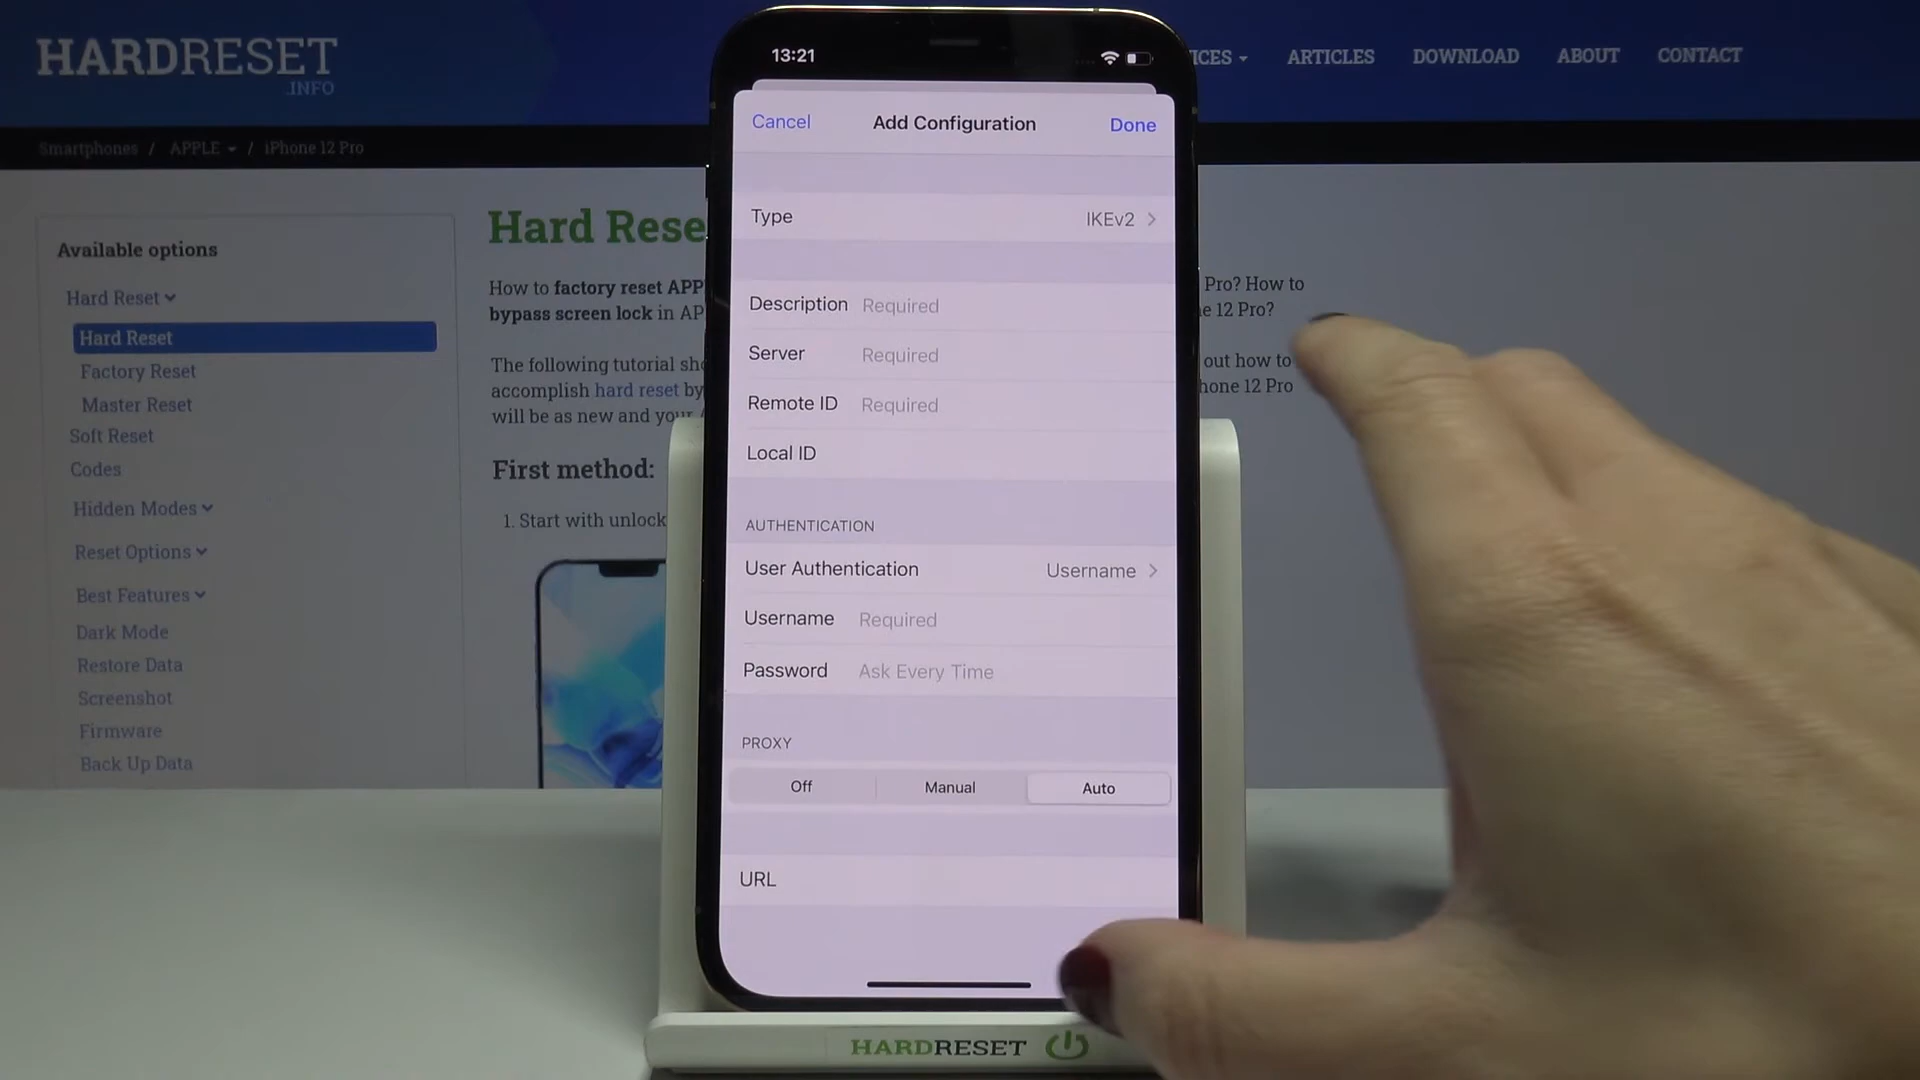 HARDRESET
.INFO
ICES
ARTICLES
DOWNLOAD
ABOUT
CONTACT
Smartphones / APPLE / iPhone 12 Pro
Available options
Hard Reset
Hard Reset
Factory Reset
Master Reset
Soft Reset
Codes
Hidden Modes
Reset Options
Best Features
Dark Mode
Restore Data
Screenshot
Firmware
Back Up Data
Hard Rese
How to factory reset APP
bypass screen lock in AP
The following tutorial sho
accomplish hard reset by
will be as new and your
First method:
1. Start with unlock
Pro? How to
e 12 Pro?
out how to
hone 12 Pro
13:21
Cancel Add Configuration Done
Type IKEv2
Description Required
Server Required
Remote ID Required
Local ID
AUTHENTICATION
User Authentication Username
Username Required
Password Ask Every Time
PROXY
Off Manual Auto
URL
HARDRESET